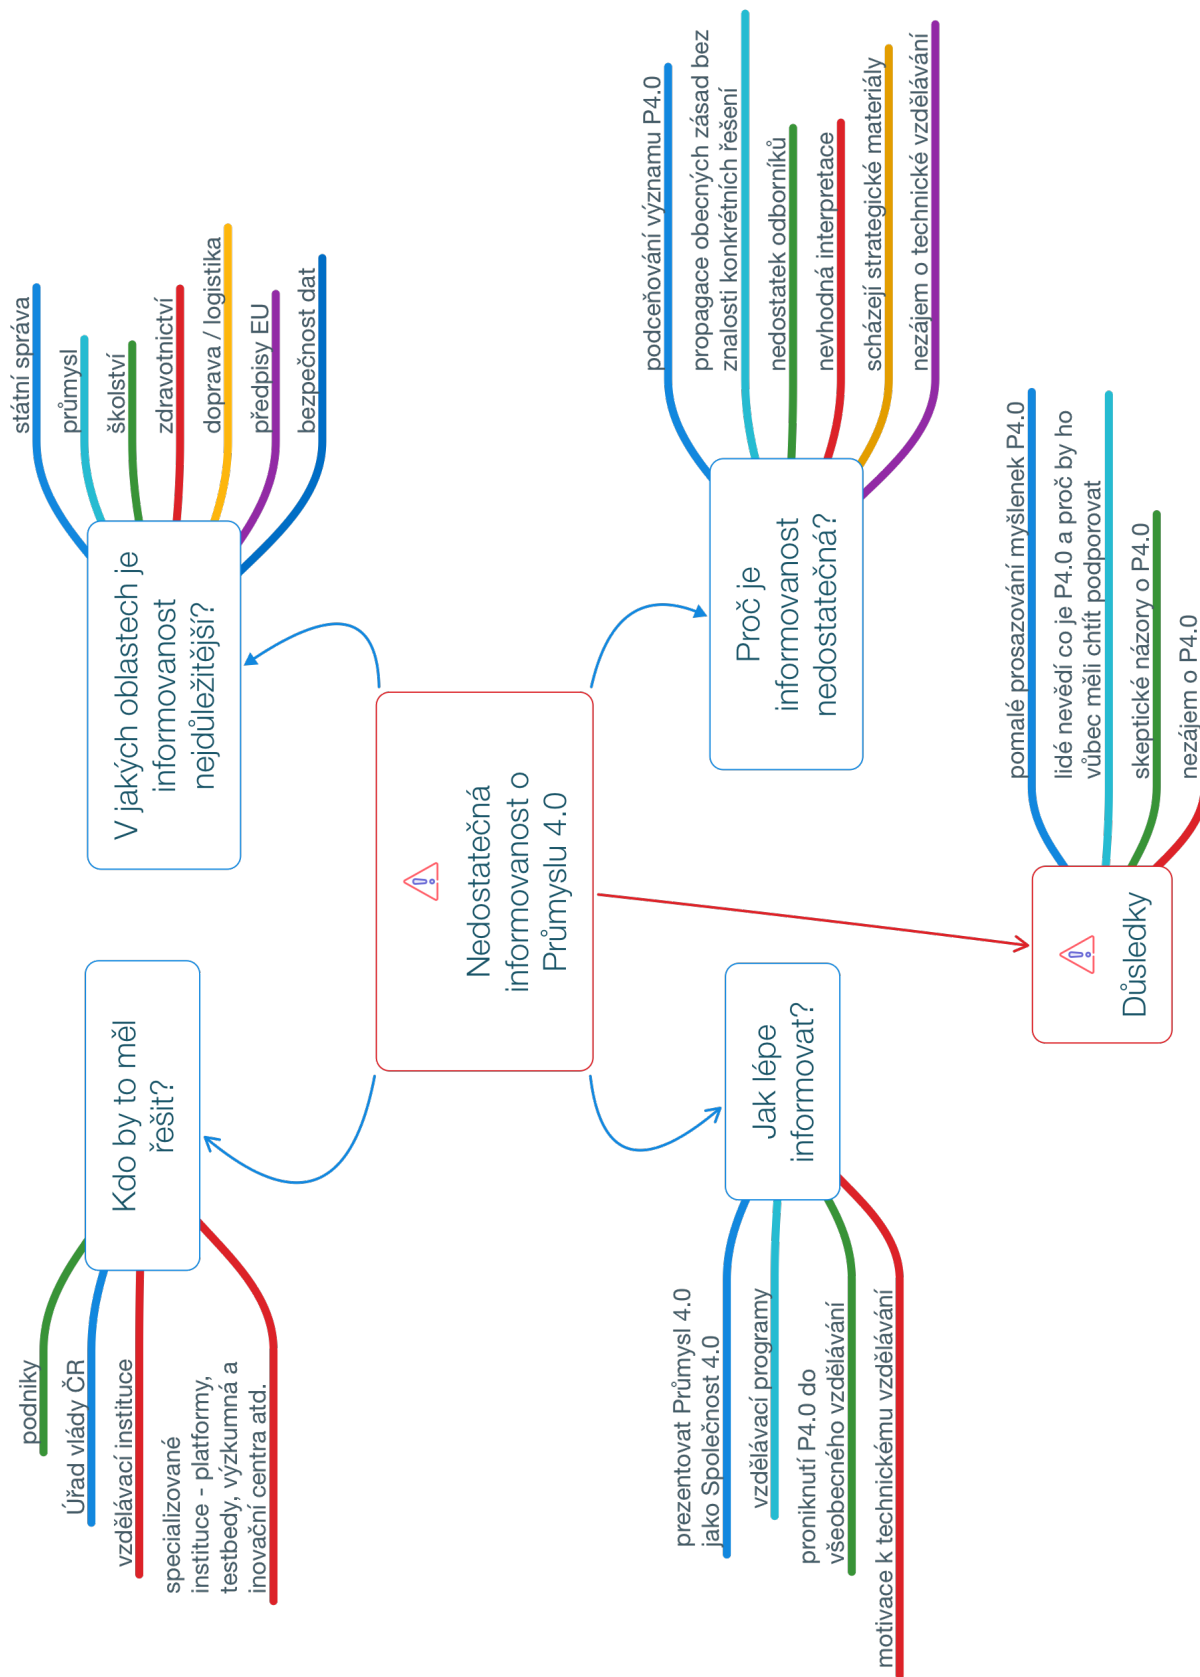 podniky
Úřad vlády ČR
vzdělávací instituce
specializované
instituce - platformy,
testbedy, výzkumná a
inovační centra atd.
Kdo by to měl
řešit?
V jakých oblastech je
informovanost
nejdůležitější?
státní správa
průmysl
školství
zdravotnictví
doprava / logistika
předpisy EU
bezpečnost dat
Nedostatečná
informovanost o
Průmyslu 4.0
prezentovat Průmysl 4.0
jako Společnost 4.0
vzdělávací programy
proniknutí P4.0 do
všeobecného vzdělávání
motivace k technickému vzdělávání
Jak lépe
informovat?
Proč je
informovanost
nedostatečná?
podceňování významu P4.0
propagace obecných zásad bez
znalosti konkrétních řešení
nedostatek odborníků
nevhodná interpretace
scházejí strategické materiály
nezájem o technické vzdělávání
Důsledky
pomalé prosazování myšlenek P4.0
lidé nevědí co je P4.0 a proč by ho
vůbec měli chtít podporovat
skeptické názory o P4.0
nezájem o P4.0